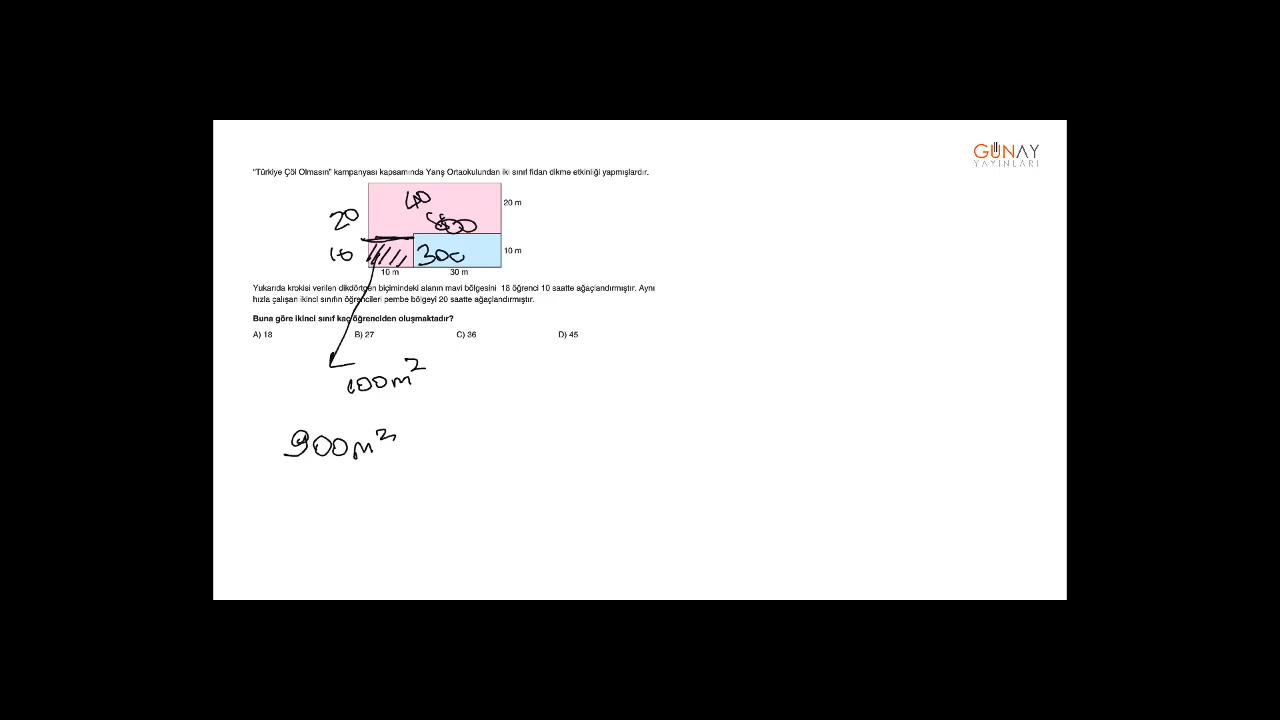 GÜNAY
YAYINLARI
"Türkiye Çöl Olmasın" kampanyası kapsamında Yarış Ortaokulundan iki sınıf fidan dikme etkinliği yapmışlardır.
40
20 m
20
800
10
300
10 m
10 m
30 m
Yukarıda krokisi verilen dikdörtgen biçimindeki alanın mavi bölgesini 18 öğrenci 10 saatte ağaçlandırmıştır. Aynı
hızla çalışan ikinci sınıfın öğrencileri pembe bölgeyi 20 saatte ağaçlandırmıştır.
Buna göre ikinci sınıf kaç öğrenciden oluşmaktadır?
A) 18 B) 27 C) 36 D) 45
100m²
900m²